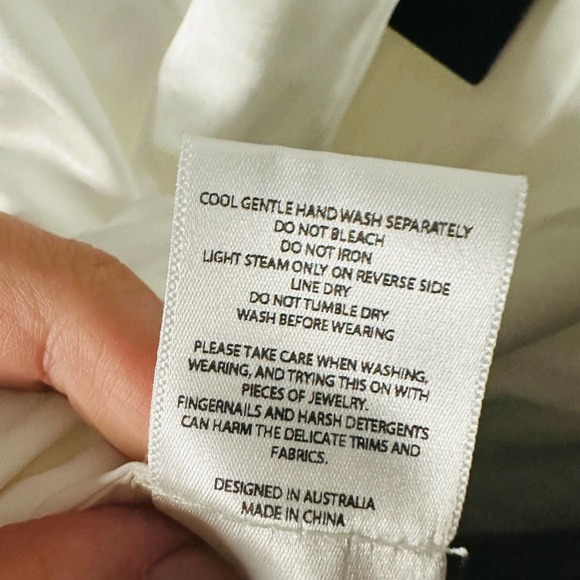 COOL GENTLE HAND WASH SEPARATELY
DO NOT BLEACH
DO NOT IRON
LIGHT STEAM ONLY ON REVERSE SIDE
LINE DRY
DO NOT TUMBLE DRY
WASH BEFORE WEARING
PLEASE TAKE CARE WHEN WASHING,
WEARING, AND TRYING THIS ON WITH
PIECES OF JEWELRY.
FINGERNAILS AND HARSH DETERGENTS
CAN HARM THE DELICATE TRIMS AND
FABRICS.
DESIGNED IN AUSTRALIA
MADE IN CHINA